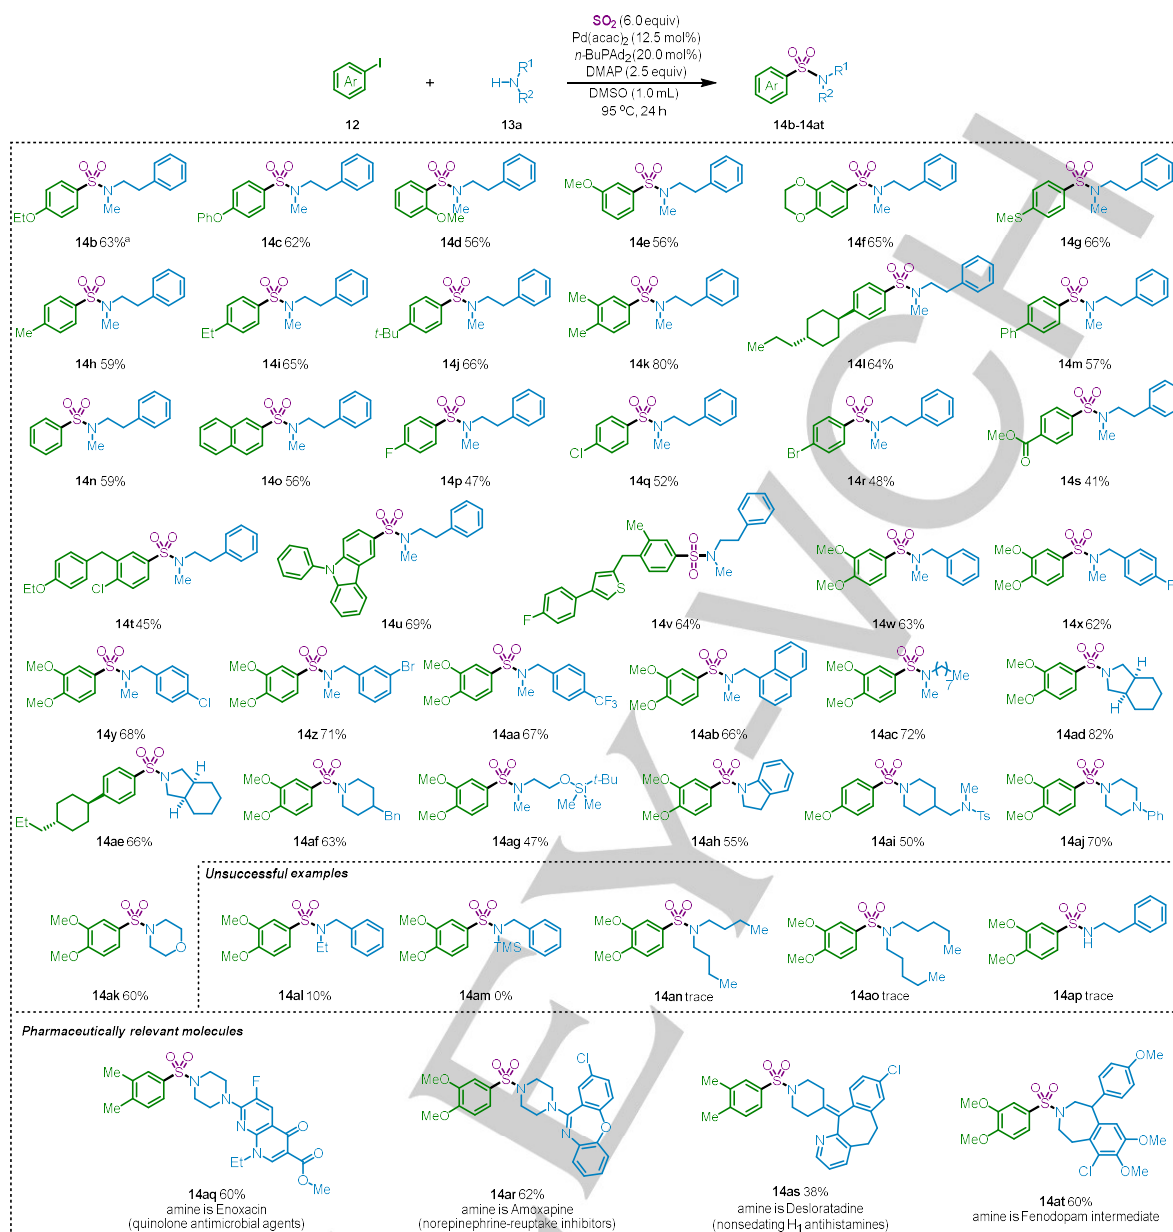 SO2 (6.0 equiv)
Pd(acac)2 (12.5 mol%)
n-BuPAd2 (20.0 mol%)
DMAP (2.5 equiv)
DMSO (1.0 mL)
95 ºC, 24 h
Ar I + H-N R1 R2 Ar O O S N R1 R2
12 13a 14b-14at
14b 63%a 14c 62% 14d 56% 14e 56% 14f 65% 14g 66%
14h 59% 14i 65% 14j 66% 14k 80% 14l 64% 14m 57%
14n 59% 14o 56% 14p 47% 14q 52% 14r 48% 14s 41%
14t 45% 14u 69% 14v 64% 14w 63% 14x 62%
14y 68% 14z 71% 14aa 67% 14ab 66% 14ac 72% 14ad 82%
14ae 66% 14af 63% 14ag 47% 14ah 55% 14ai 50% 14aj 70%
Unsuccessful examples
14ak 60% 14al 10% 14am 0% 14an trace 14ao trace 14ap trace
Pharmaceutically relevant molecules
14aq 60%
amine is Enoxacin
(quinolone antimicrobial agents)
14ar 62%
amine is Amoxapine
(norepinephrine-reuptake inhibitors)
14as 38%
amine is Desloratadine
(nonsedating H1 antihistamines)
14at 60%
amine is Fenodopam intermediate
EY-VCH